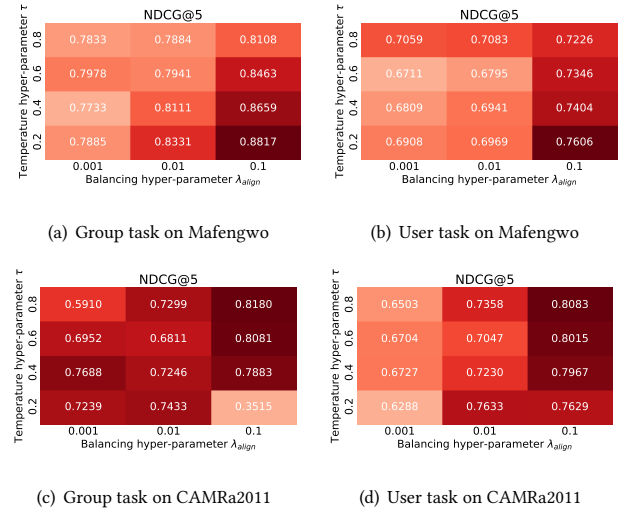 NDCG@5
Temperature hyper-parameter τ
0.8 0.7833 0.7884 0.8108
0.6 0.7978 0.7941 0.8463
0.4 0.7733 0.8111 0.8659
0.2 0.7885 0.8331 0.8817
0.001 0.01 0.1
Balancing hyper-parameter λalign
(a) Group task on Mafengwo
NDCG@5
Temperature hyper-parameter τ
0.8 0.7059 0.7083 0.7226
0.6 0.6711 0.6795 0.7346
0.4 0.6809 0.6941 0.7404
0.2 0.6908 0.6969 0.7606
0.001 0.01 0.1
Balancing hyper-parameter λalign
(b) User task on Mafengwo
NDCG@5
Temperature hyper-parameter τ
0.8 0.5910 0.7299 0.8180
0.6 0.6952 0.6811 0.8081
0.4 0.7688 0.7246 0.7883
0.2 0.7239 0.7433 0.3515
0.001 0.01 0.1
Balancing hyper-parameter λalign
(c) Group task on CAMRa2011
NDCG@5
Temperature hyper-parameter τ
0.8 0.6503 0.7358 0.8083
0.6 0.6704 0.7047 0.8015
0.4 0.6727 0.7230 0.7967
0.2 0.6288 0.7633 0.7629
0.001 0.01 0.1
Balancing hyper-parameter λalign
(d) User task on CAMRa2011